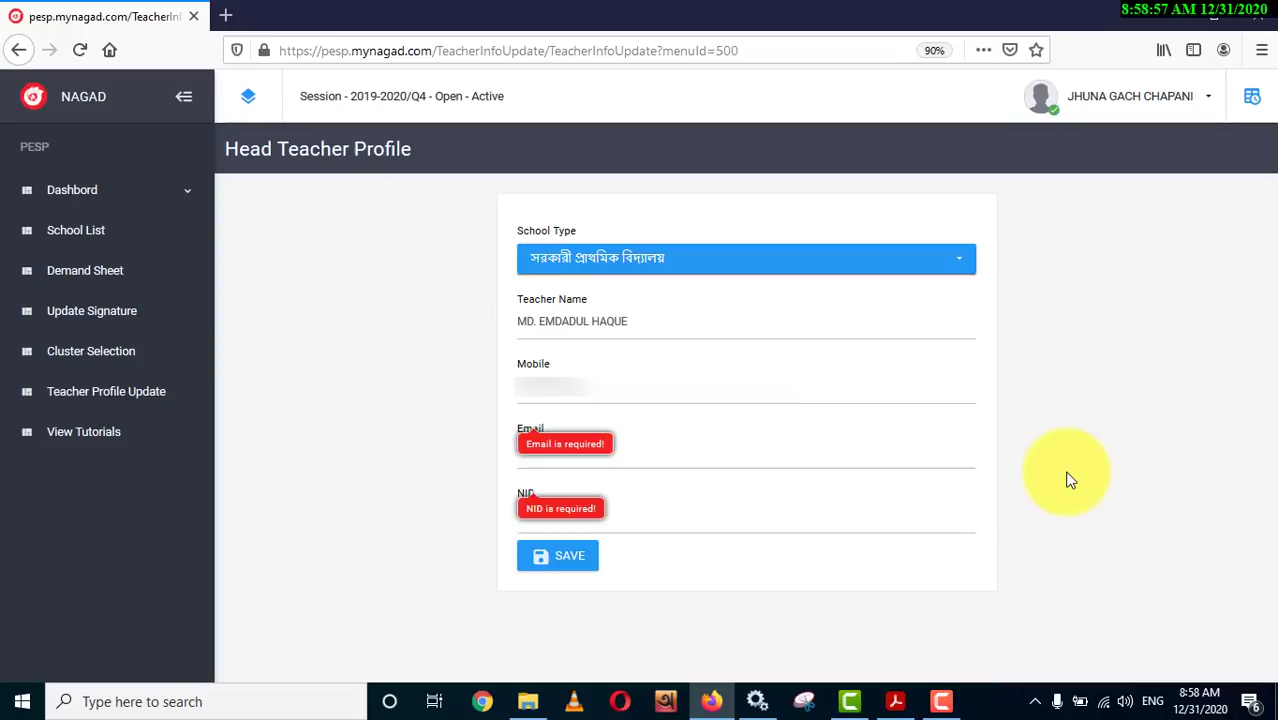 8:58:57 AM 12/31/2020
pesp.mynagad.com/TeacherInf
https://pesp.mynagad.com/TeacherInfoUpdate/TeacherInfoUpdate?menuId=500
90%
NAGAD
Session - 2019-2020/Q4 - Open - Active
JHUNA GACH CHAPANI
PESP
Head Teacher Profile
Dashbord
School List
Demand Sheet
Update Signature
Cluster Selection
Teacher Profile Update
View Tutorials
School Type
সরকারী প্রাথমিক বিদ্যালয়
Teacher Name
MD. EMDADUL HAQUE
Mobile
Email
Email is required!
NID
NID is required!
SAVE
Type here to search
ENG
8:58 AM
12/31/2020
6